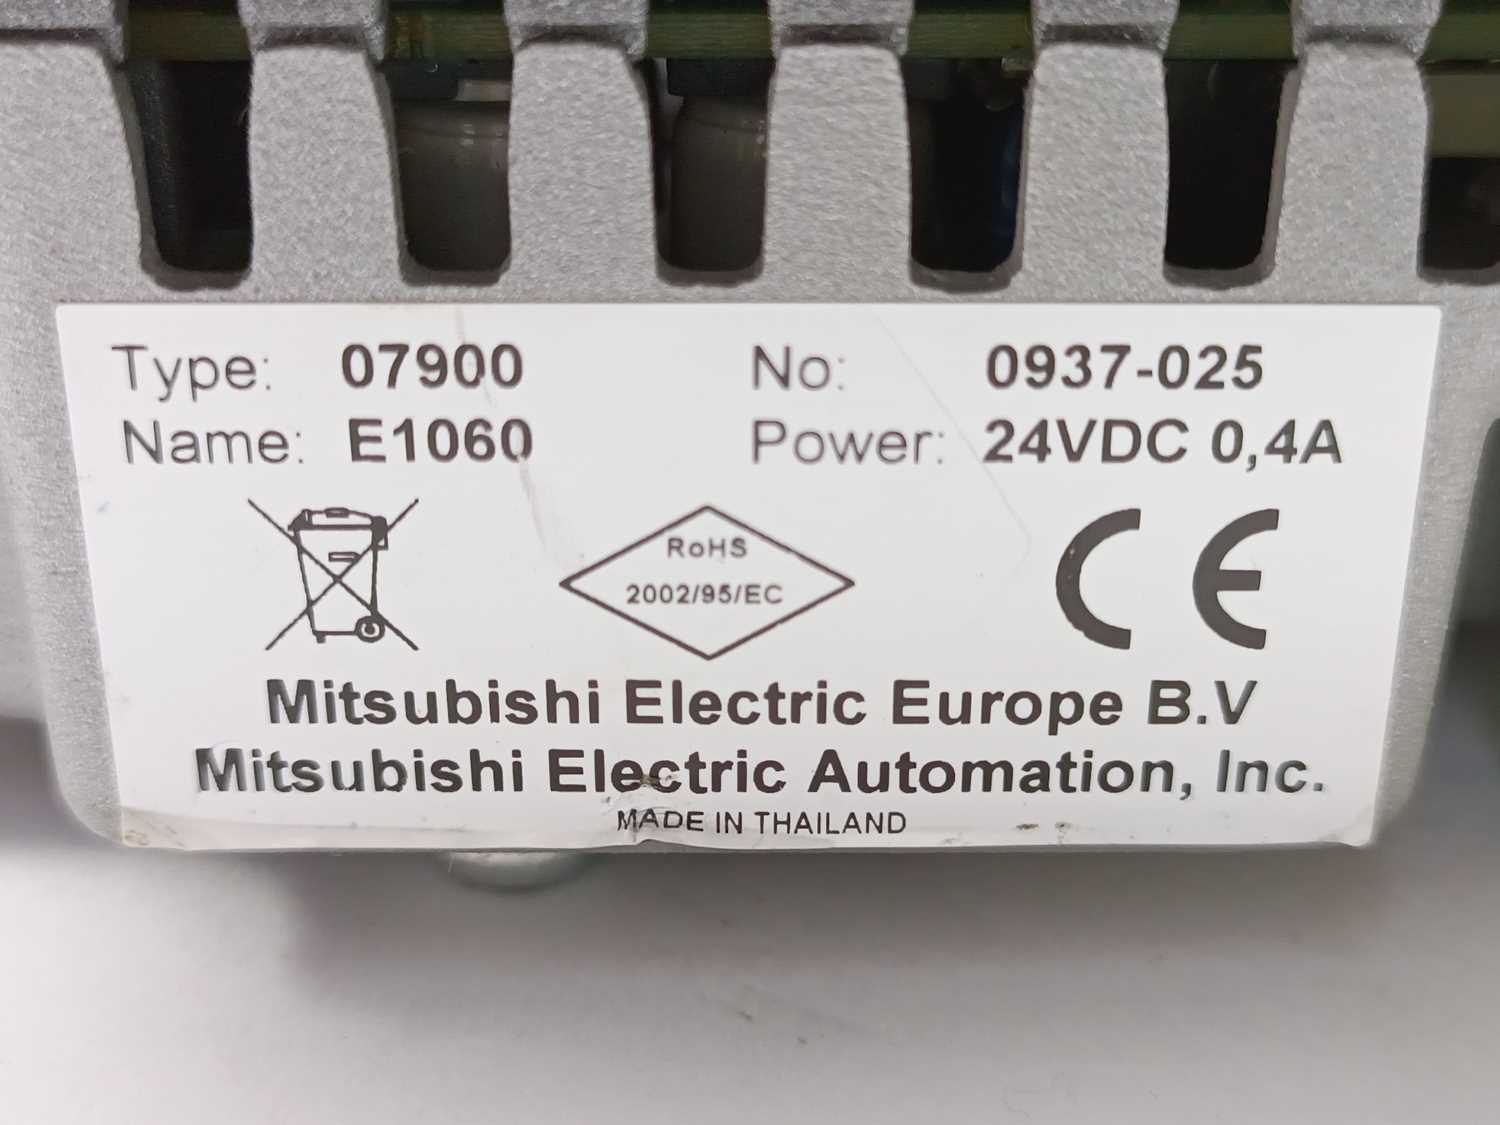 Type: 07900 No: 0937-025
Name: E1060 Power: 24VDC 0,4A
RoHS
2002/95/EC
CE
Mitsubishi Electric Europe B.V
Mitsubishi Electric Automation, Inc.
MADE IN THAILAND